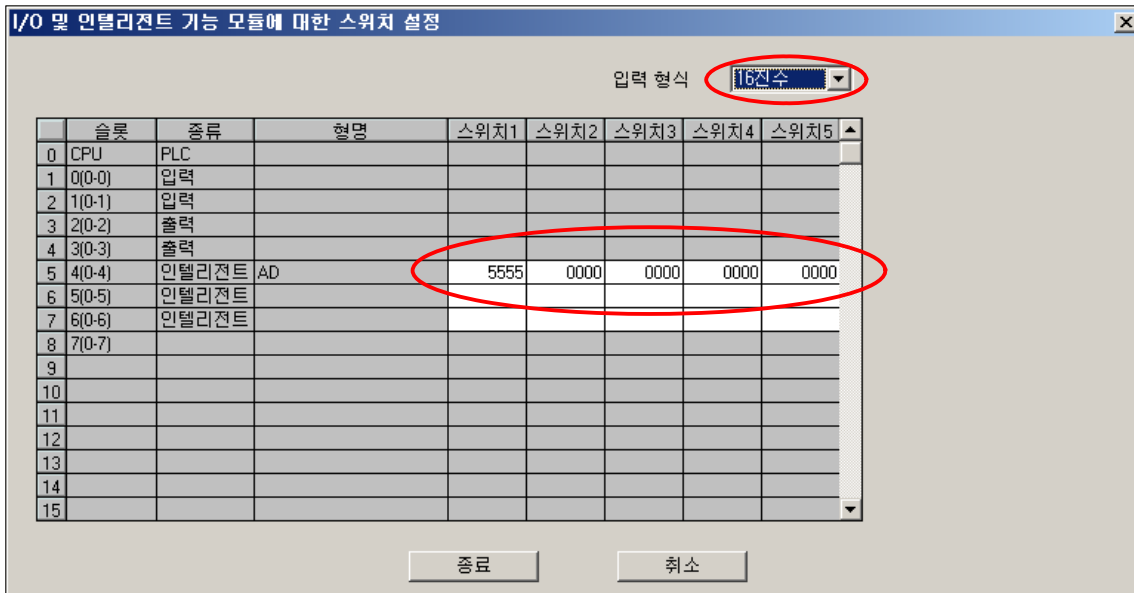 I/O 및 인텔리전트 기능 모듈에 대한 스위치 설정
입력 형식 16진수
슬롯 종류 형명 스위치1 스위치2 스위치3 스위치4 스위치5
0 CPU PLC
1 0(0-0) 입력
2 1(0-1) 입력
3 2(0-2) 출력
4 3(0-3) 출력
5 4(0-4) 인텔리전트 AD 5555 0000 0000 0000 0000
6 5(0-5) 인텔리전트
7 6(0-6) 인텔리전트
8 7(0-7)
9
10
11
12
13
14
15
종료 취소